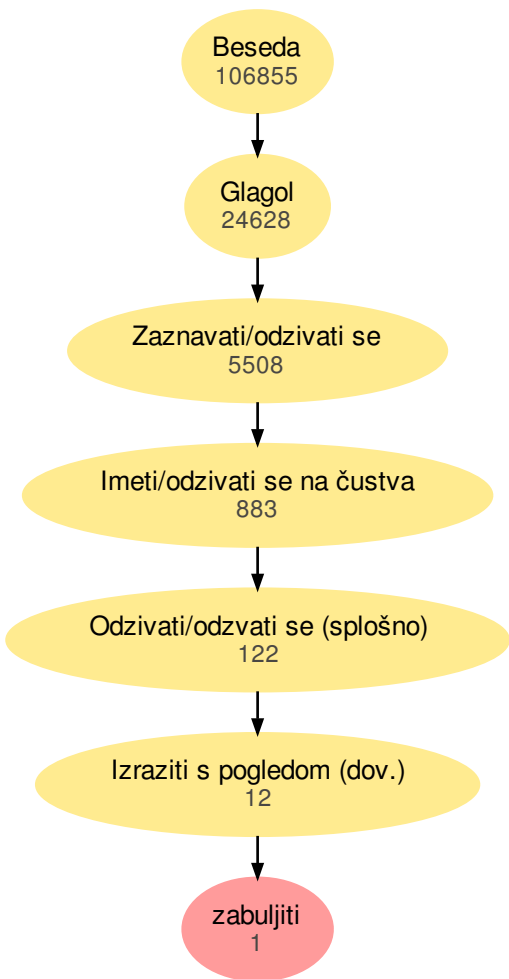 Beseda
106855
Glagol
24628
Zaznavati/odzivati se
5508
Imeti/odzivati se na čustva
883
Odzivati/odzvati se (splošno)
122
Izraziti s pogledom (dov.)
12
zabuljiti
1